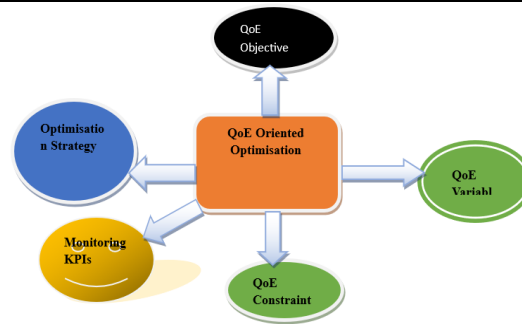 QoE
Objective
Optimisatio
n Strategy
QoE Oriented
Optimisation
QoE
Variabl
Monitoring
KPIs
QoE
Constraint